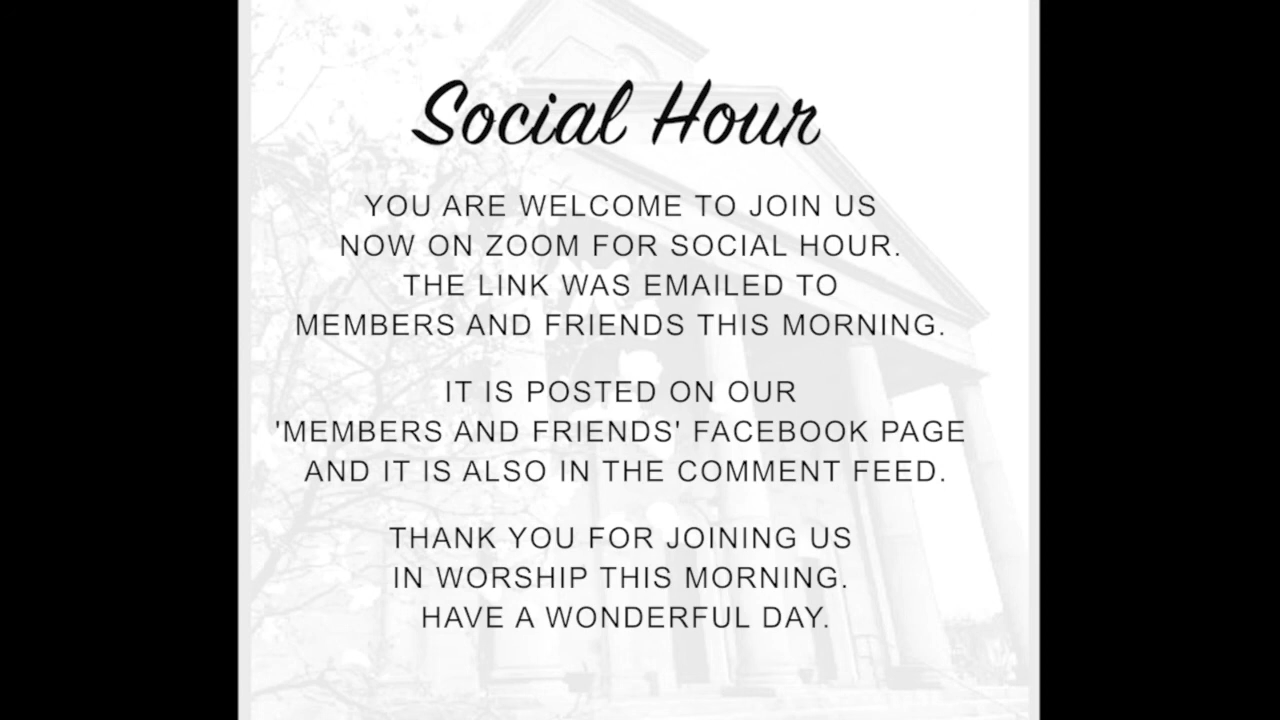 Social Hour
YOU ARE WELCOME TO JOIN US
NOW ON ZOOM FOR SOCIAL HOUR.
THE LINK WAS EMAILED TO
MEMBERS AND FRIENDS THIS MORNING.
IT IS POSTED ON OUR
'MEMBERS AND FRIENDS' FACEBOOK PAGE
AND IT IS ALSO IN THE COMMENT FEED.
THANK YOU FOR JOINING US
IN WORSHIP THIS MORNING.
HAVE A WONDERFUL DAY.